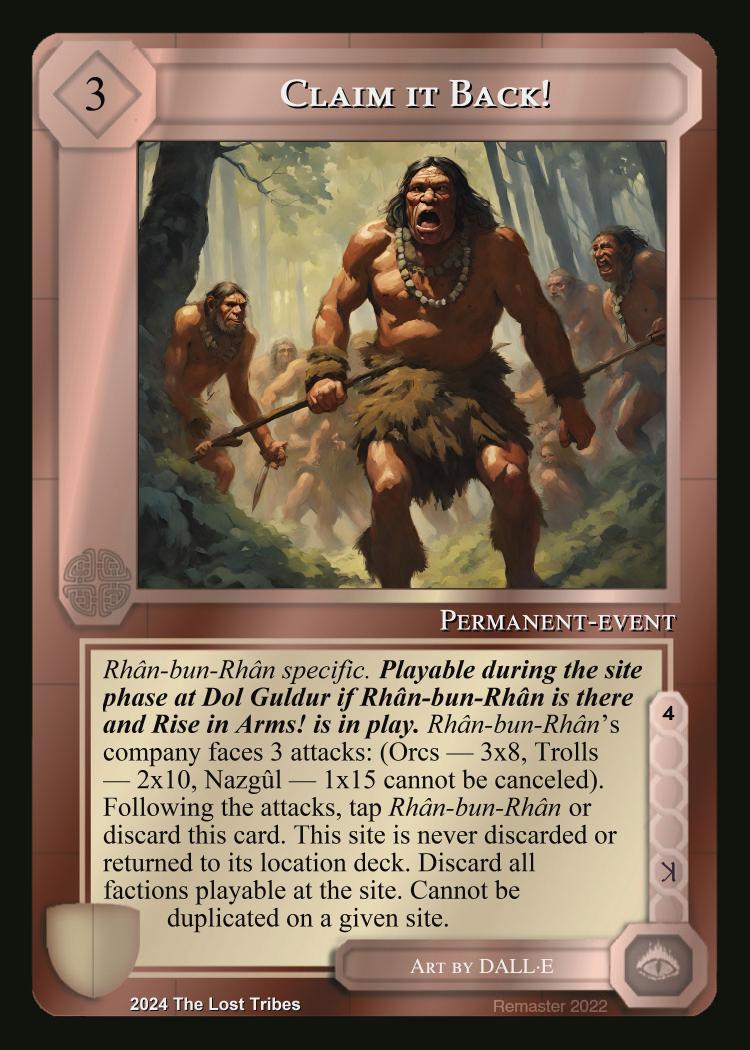 3
Claim it Back!
Permanent-event
Rhân-bun-Rhân specific. Playable during the site
phase at Dol Guldur if Rhân-bun-Rhân is there
and Rise in Arms! is in play. Rhân-bun-Rhân's
company faces 3 attacks: (Orcs — 3x8, Trolls
— 2x10, Nazgûl — 1x15 cannot be canceled).
Following the attacks, tap Rhân-bun-Rhân or
discard this card. This site is never discarded or
returned to its location deck. Discard all
factions playable at the site. Cannot be
duplicated on a given site.
4
Art by DALL·E
2024 The Lost Tribes
Remaster 2022